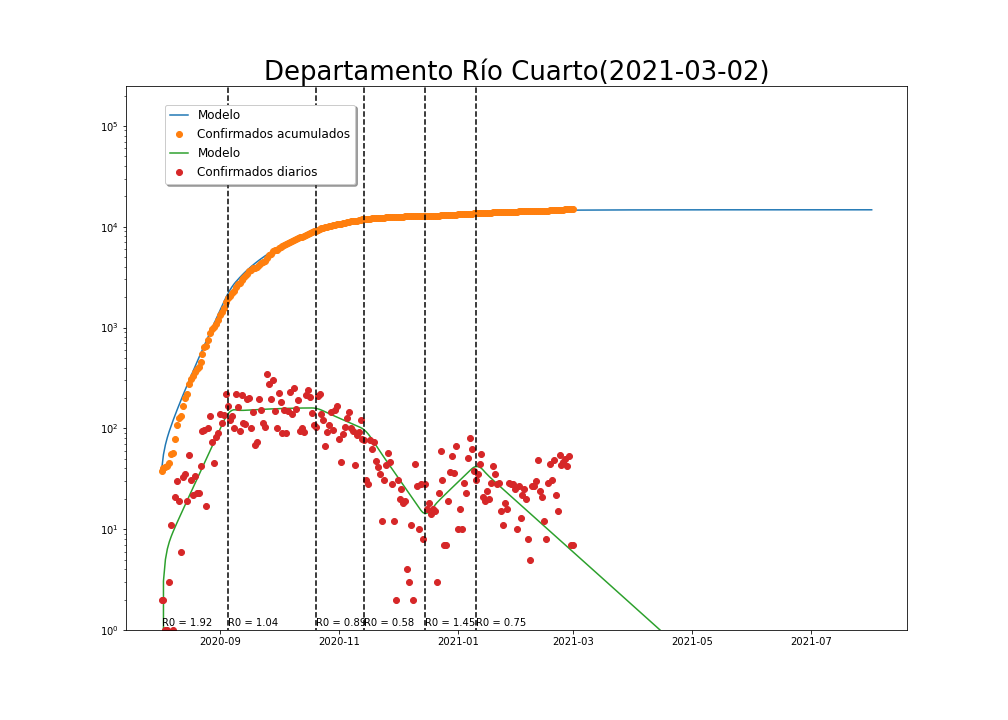 Departamento Río Cuarto(2021-03-02)
Modelo
Confirmados acumulados
Modelo
Confirmados diarios
10^5
10^4
10^3
10^2
10^1
10^0
R0 = 1.92 R0 = 1.04 R0 = 0.89 R0 = 0.58 R0 = 1.45 R0 = 0.75
2020-09 2020-11 2021-01 2021-03 2021-05 2021-07